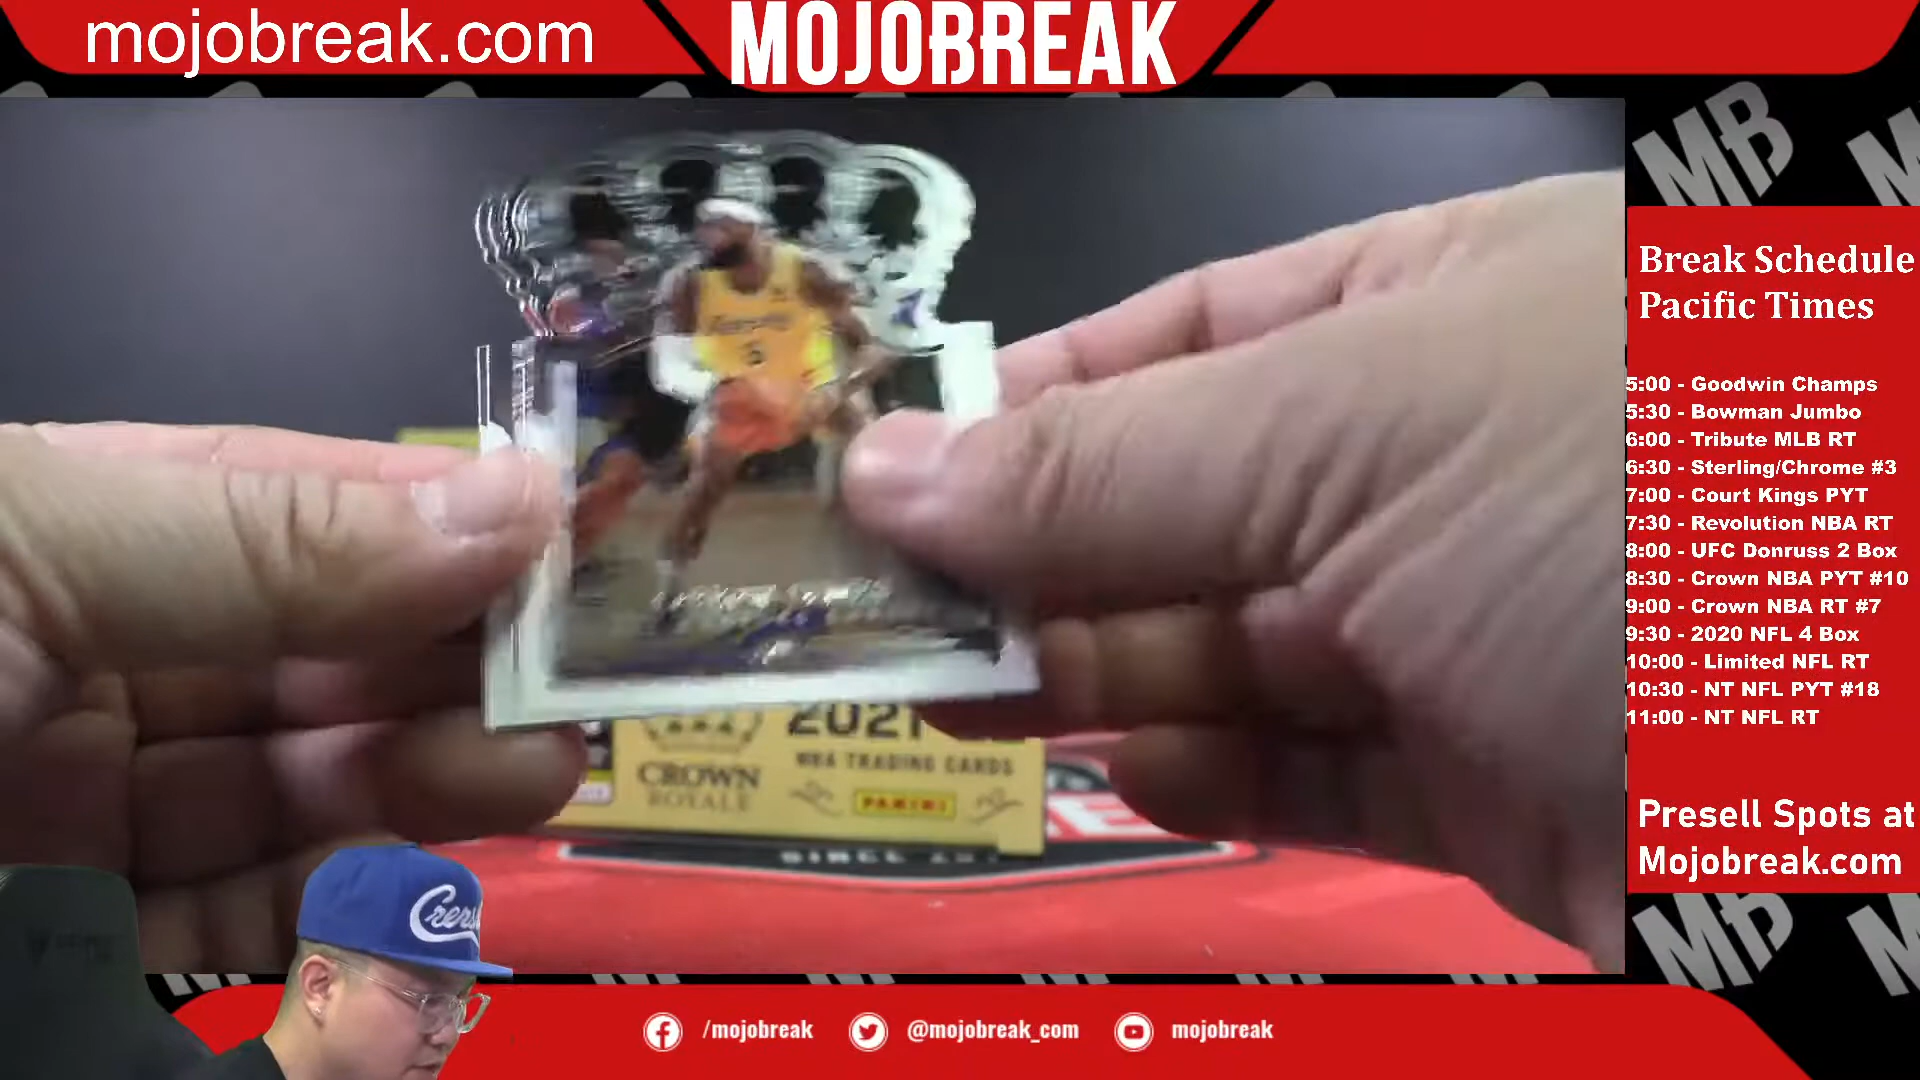 mojobreak.com
MOJOBREAK
MB
Break Schedule
Pacific Times
5:00 - Goodwin Champs
5:30 - Bowman Jumbo
6:00 - Tribute MLB RT
6:30 - Sterling/Chrome #3
7:00 - Court Kings PYT
7:30 - Revolution NBA RT
8:00 - UFC Donruss 2 Box
8:30 - Crown NBA PYT #10
9:00 - Crown NBA RT #7
9:30 - 2020 NFL 4 Box
10:00 - Limited NFL RT
10:30 - NT NFL PYT #18
11:00 - NT NFL RT
Presell Spots at
Mojobreak.com
MB
2021
NBA TRADING CARDS
CROWN
ROYALE
PANINI
SINCE
/mojobreak
@mojobreak_com
mojobreak